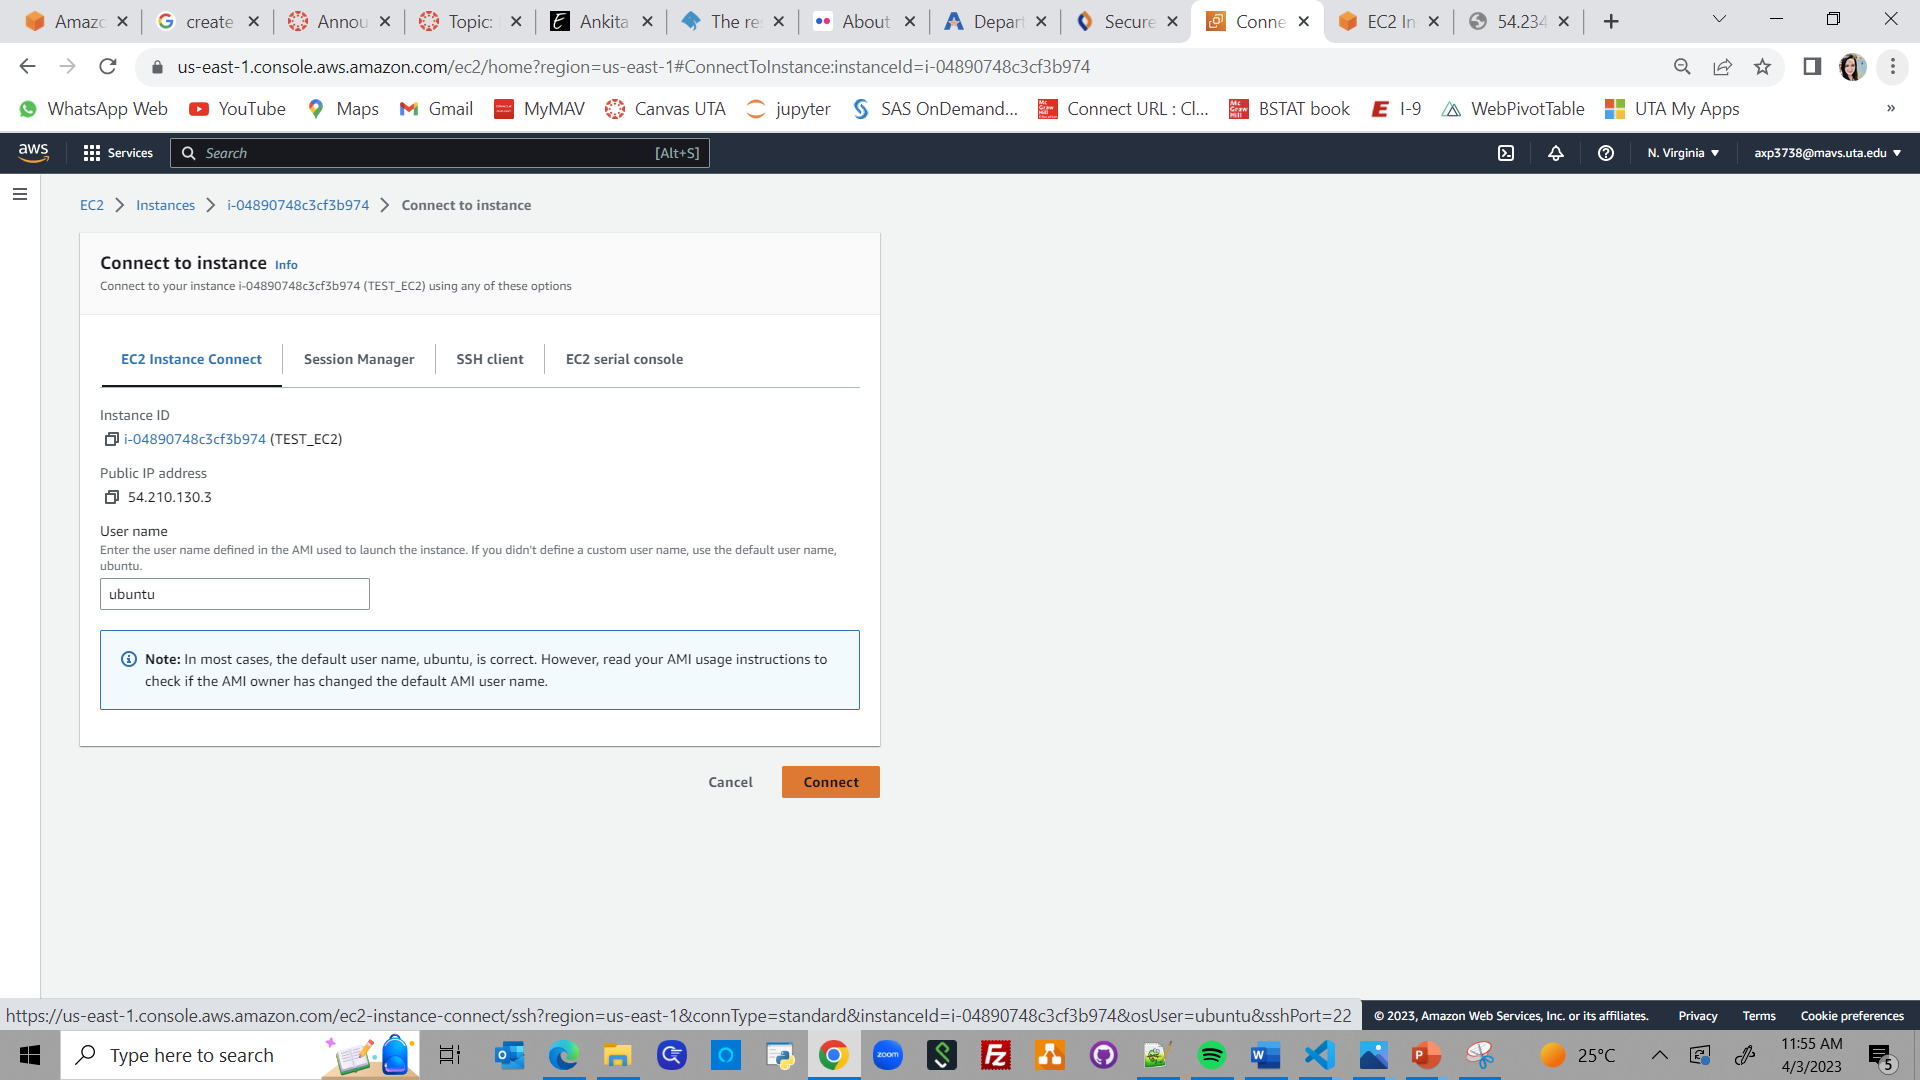 Amazo
create
Annou
Topic:
Ankita
The res
About
Depart
Secure
Conne
EC2 In
54.234
us-east-1.console.aws.amazon.com/ec2/home?region=us-east-1#ConnectToInstance:instanceId=i-04890748c3cf3b974
WhatsApp Web YouTube Maps Gmail MyMAV Canvas UTA jupyter SAS OnDemand... Connect URL : Cl... BSTAT book I-9 WebPivotTable UTA My Apps »
aws Services Search [Alt+S] N. Virginia axp3738@mavs.uta.edu
EC2 Instances i-04890748c3cf3b974 Connect to instance
Connect to instance Info
Connect to your instance i-04890748c3cf3b974 (TEST_EC2) using any of these options
EC2 Instance Connect Session Manager SSH client EC2 serial console
Instance ID
i-04890748c3cf3b974 (TEST_EC2)
Public IP address
54.210.130.3
User name
Enter the user name defined in the AMI used to launch the instance. If you didn't define a custom user name, use the default user name,
ubuntu.
ubuntu
Note: In most cases, the default user name, ubuntu, is correct. However, read your AMI usage instructions to
check if the AMI owner has changed the default AMI user name.
Cancel Connect
https://us-east-1.console.aws.amazon.com/ec2-instance-connect/ssh?region=us-east-1&connType=standard&instanceId=i-04890748c3cf3b974&osUser=ubuntu&sshPort=22
© 2023, Amazon Web Services, Inc. or its affiliates. Privacy Terms Cookie preferences
Type here to search
zoom
25°C
11:55 AM
4/3/2023
5